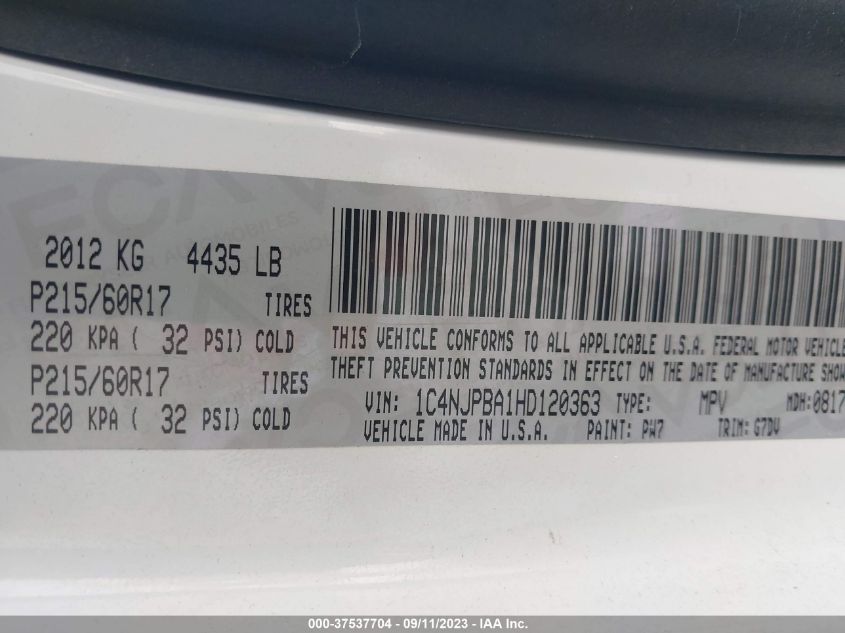 2012 KG 4435 LB
P215/60R17 TIRES
220 KPA ( 32 PSI) COLD
P215/60R17 TIRES
220 KPA ( 32 PSI) COLD
THIS VEHICLE CONFORMS TO ALL APPLICABLE U.S.A. FEDERAL MOTOR VEHICLE
THEFT PREVENTION STANDARDS IN EFFECT ON THE DATE OF MANUFACTURE SHOW
VIN: 1C4NJPBA1HD120363 TYPE: MPV MDH:0817
VEHICLE MADE IN U.S.A. PAINT: PW7 TRIM: G7DV
000-37537704 - 09/11/2023 - IAA Inc.